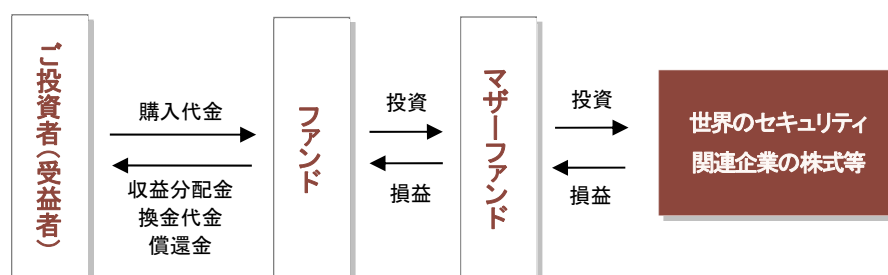 ご投資者(受益者)
購入代金
収益分配金
換金代金
償還金
ファンド
投資
損益
マザーファンド
投資
損益
世界のセキュリティ
関連企業の株式等